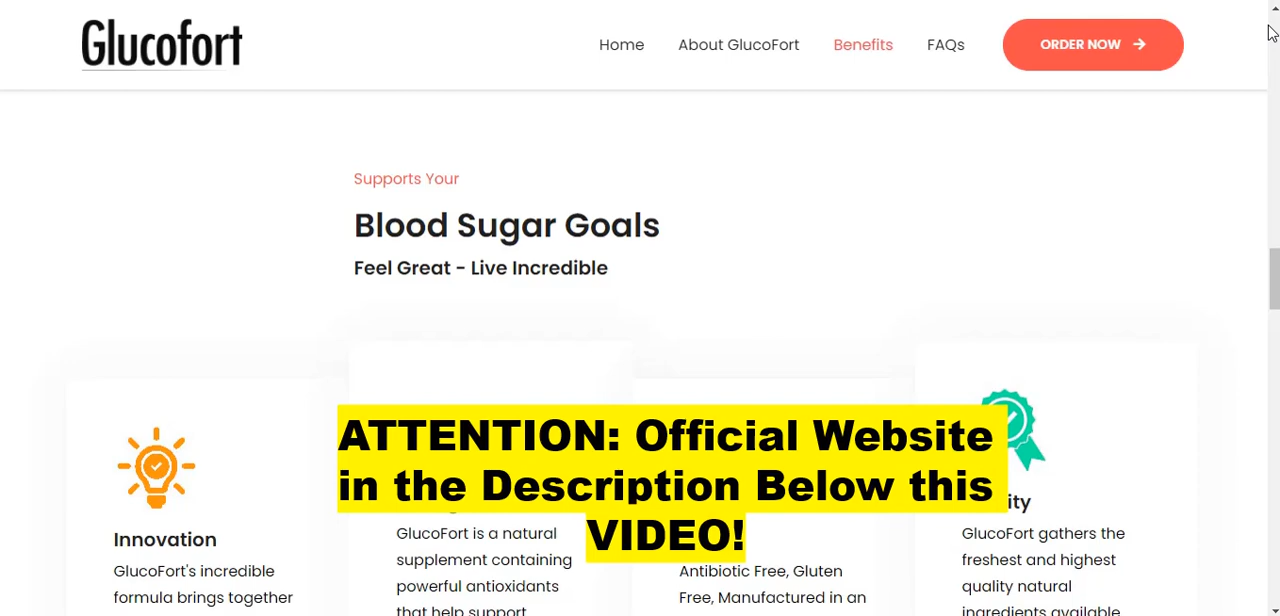 Glucofort
Home
About GlucoFort
Benefits
FAQs
ORDER NOW
Supports Your
Blood Sugar Goals
Feel Great - Live Incredible
ATTENTION: Official Website
in the Description Below this
VIDEO!
Innovation
GlucoFort's incredible
formula brings together
GlucoFort is a natural
supplement containing
powerful antioxidants
that help support
Antibiotic Free, Gluten
Free, Manufactured in an
GlucoFort gathers the
freshest and highest
quality natural
ingredients available